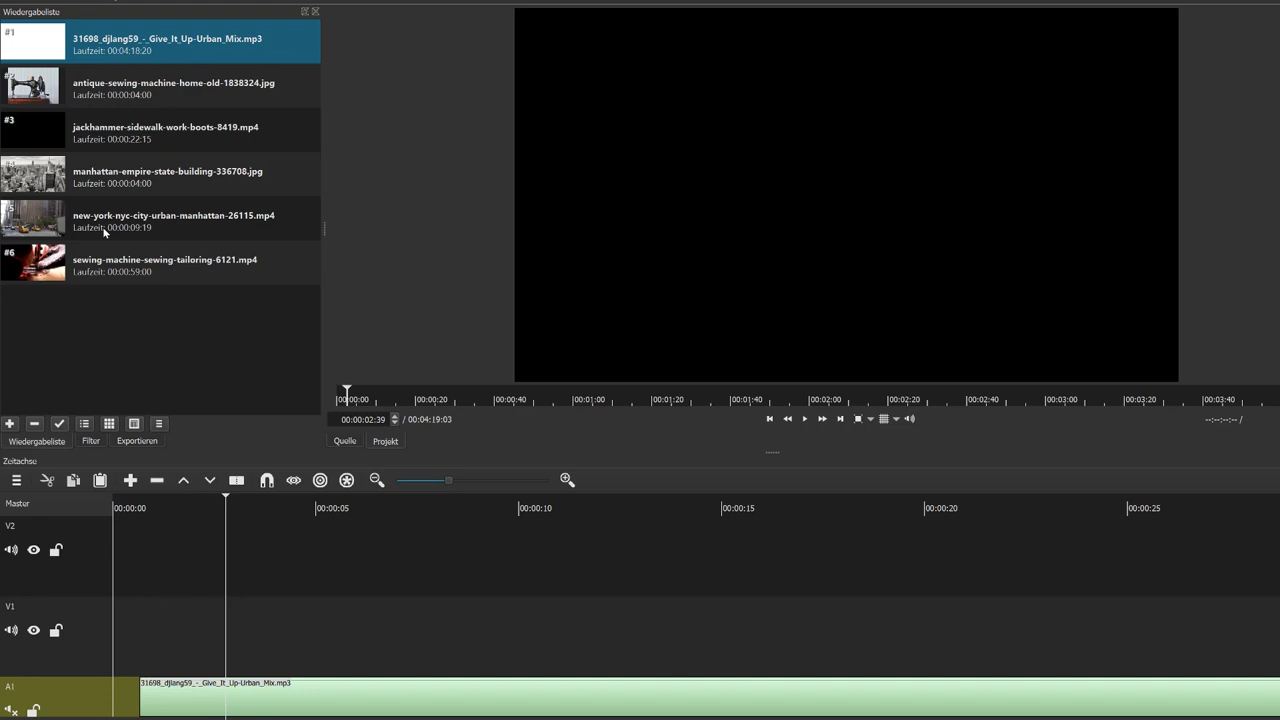 Wiedergabeliste
#1
31698_djlang59_-_Give_It_Up-Urban_Mix.mp3
Laufzeit: 00:04:18:20
antique-sewing-machine-home-old-1838324.jpg
Laufzeit: 00:00:04:00
#3
jackhammer-sidewalk-work-boots-8419.mp4
Laufzeit: 00:00:22:15
manhattan-empire-state-building-336708.jpg
Laufzeit: 00:00:04:00
new-york-nyc-city-urban-manhattan-26115.mp4
Laufzeit: 00:00:09:19
#6
sewing-machine-sewing-tailoring-6121.mp4
Laufzeit: 00:00:59:00
00:00:00 00:00:20 00:00:40 00:01:00 00:01:20 00:01:40 00:02:00 00:02:20 00:02:40 00:03:00 00:03:20 00:03:40
00:00:02:39 / 00:04:19:03 --:--:--:-- /
Wiedergabeliste Filter Exportieren Quelle Projekt
Zeitachse
Master 00:00:00 00:00:05 00:00:10 00:00:15 00:00:20 00:00:25
V2
V1
A1 31698_djlang59_-_Give_It_Up-Urban_Mix.mp3